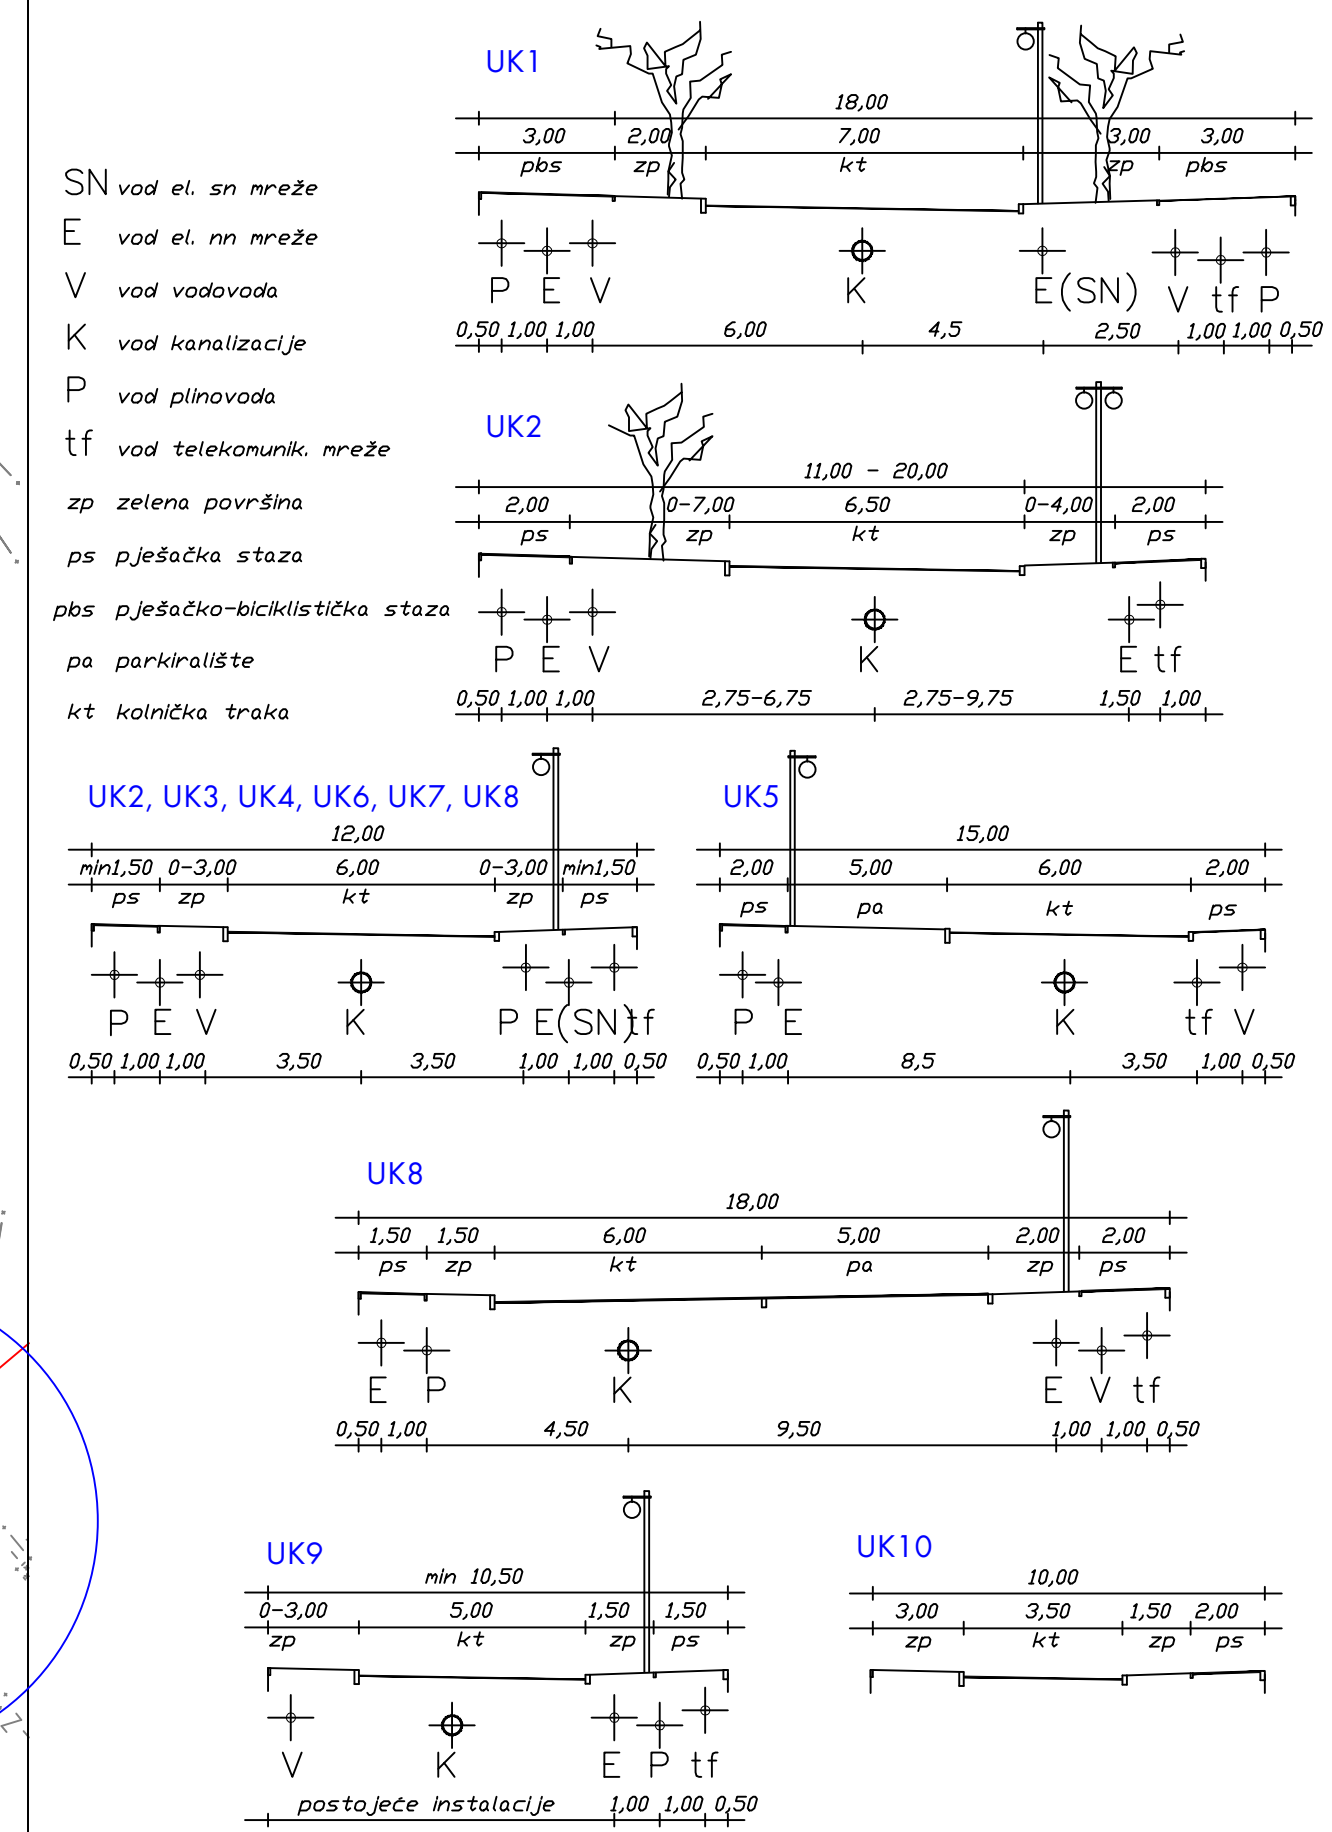 UK1
18,00
3,00 2,00 7,00 3,00 3,00
pbs zp kt zp pbs
P E V K E(SN) V tf P
0,50 1,00 1,00 6,00 4,5 2,50 1,00 1,00 0,50
SN vod el. sn mreže
E vod el. nn mreže
V vod vodovoda
K vod kanalizacije
P vod plinovoda
tf vod telekomunik. mreže
zp zelena površina
ps pješačka staza
pbs pješačko-biciklistička staza
pa parkiralište
kt kolnička traka
UK2
11,00 - 20,00
2,00 0-7,00 6,50 0-4,00 2,00
ps zp kt zp ps
P E V K E tf
0,50 1,00 1,00 2,75-6,75 2,75-9,75 1,50 1,00
UK2, UK3, UK4, UK6, UK7, UK8
12,00
min1,50 0-3,00 6,00 0-3,00 min1,50
ps zp kt zp ps
P E V K P E(SN) tf
0,50 1,00 1,00 3,50 3,50 1,00 1,00 0,50
UK5
15,00
2,00 5,00 6,00 2,00
ps pa kt ps
P E K tf V
0,50 1,00 8,5 3,50 1,00 0,50
UK8
18,00
1,50 1,50 6,00 5,00 2,00 2,00
ps zp kt pa zp ps
E P K E V tf
0,50 1,00 4,50 9,50 1,00 1,00 0,50
UK9
min 10,50
0-3,00 5,00 1,50 1,50
zp kt zp ps
V K E P tf
postojeće instalacije 1,00 1,00 0,50
UK10
10,00
3,00 3,50 1,50 2,00
zp kt zp ps